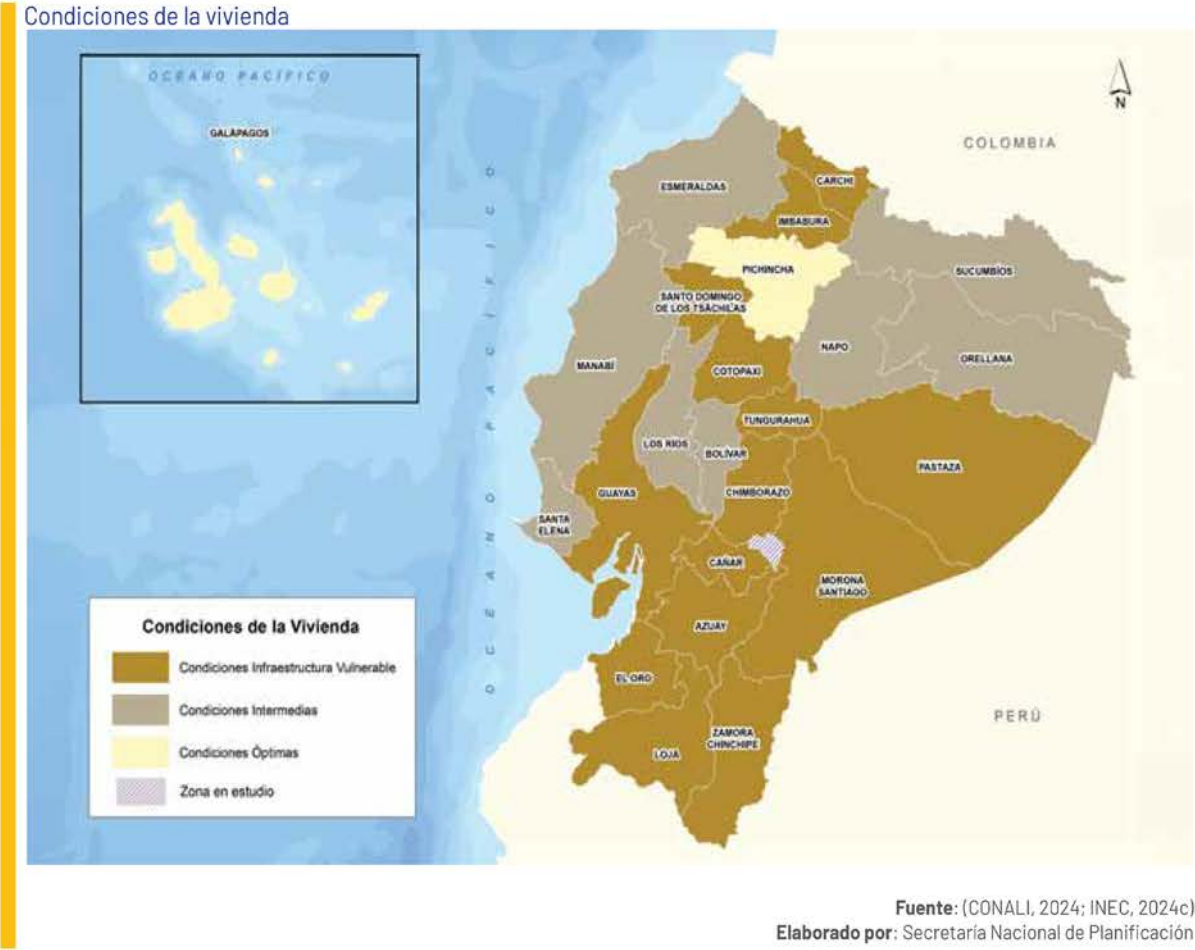 Condiciones de la vivienda
OCEANO PACÍFICO
GALÁPAGOS
N
COLOMBIA
ESMERALDAS
CARCHI
IMBABURA
PICHINCHA
SUCUMBÍOS
SANTO DOMINGO
DE LOS TSÁCHILAS
NAPO
ORELLANA
MANABÍ
COTOPAXI
TUNGURAHUA
LOS RÍOS
BOLÍVAR
PASTAZA
GUAYAS
CHIMBORAZO
SANTA
ELENA
CAÑAR
MORONA
SANTIAGO
AZUAY
EL ORO
ZAMORA
CHINCHIPE
LOJA
PERÚ
OCEANO PACIFICO
Condiciones de la Vivienda
Condiciones Infraestructura Vulnerable
Condiciones Intermedias
Condiciones Óptimas
Zona en estudio
Fuente: (CONALI, 2024; INEC, 2024c)
Elaborado por: Secretaría Nacional de Planificación